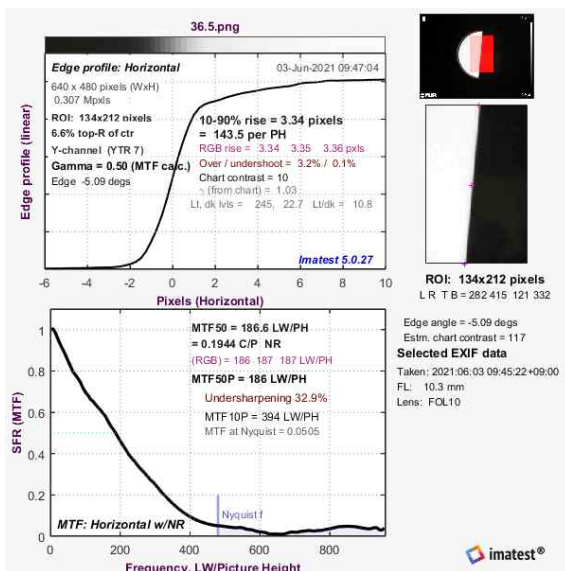 36.5.png
Edge profile: Horizontal
03-Jun-2021 09:47:04
640 x 480 pixels (WxH)
0.307 Mpxls
ROI: 134x212 pixels
6.6% top-R of ctr
Y-channel (YTR 7)
Gamma = 0.50 (MTF calc.)
Edge -5.09 degs
10-90% rise = 3.34 pixels
= 143.5 per PH
RGB rise = 3.34 3.35 3.36 pxls
Over / undershoot = 3.2% / 0.1%
Chart contrast = 10
γ (from chart) = 1.03
Lt, dk lvls = 245, 22.7 Lt/dk = 10.8
Imatest 5.0.27
Edge profile (linear)
-6 -4 -2 0 2 4 6 8 10
Pixels (Horizontal)
MTF50 = 186.6 LW/PH
= 0.1944 C/P NR
(RGB) = 186 187 187 LW/PH
MTF50P = 186 LW/PH
Undersharpening 32.9%
MTF10P = 394 LW/PH
MTF at Nyquist = 0.0505
Nyquist f
MTF: Horizontal w/NR
SFR (MTF)
1
0.8
0.6
0.4
0.2
0
0 200 400 600 800
Frequency, LW/Picture Height
ROI: 134x212 pixels
L R T B = 282 415 121 332
Edge angle = -5.09 degs
Estm. chart contrast = 117
Selected EXIF data
Taken: 2021:06:03 09:45:22+09:00
FL: 10.3 mm
Lens: FOL10
imatest®